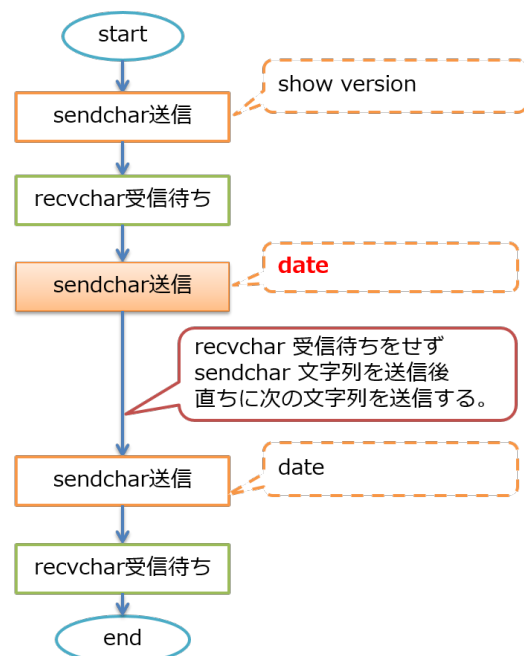 start
show version
sendchar送信
recvchar受信待ち
date
sendchar送信
recvchar 受信待ちをせず
sendchar 文字列を送信後
直ちに次の文字列を送信する。
date
sendchar送信
recvchar受信待ち
end